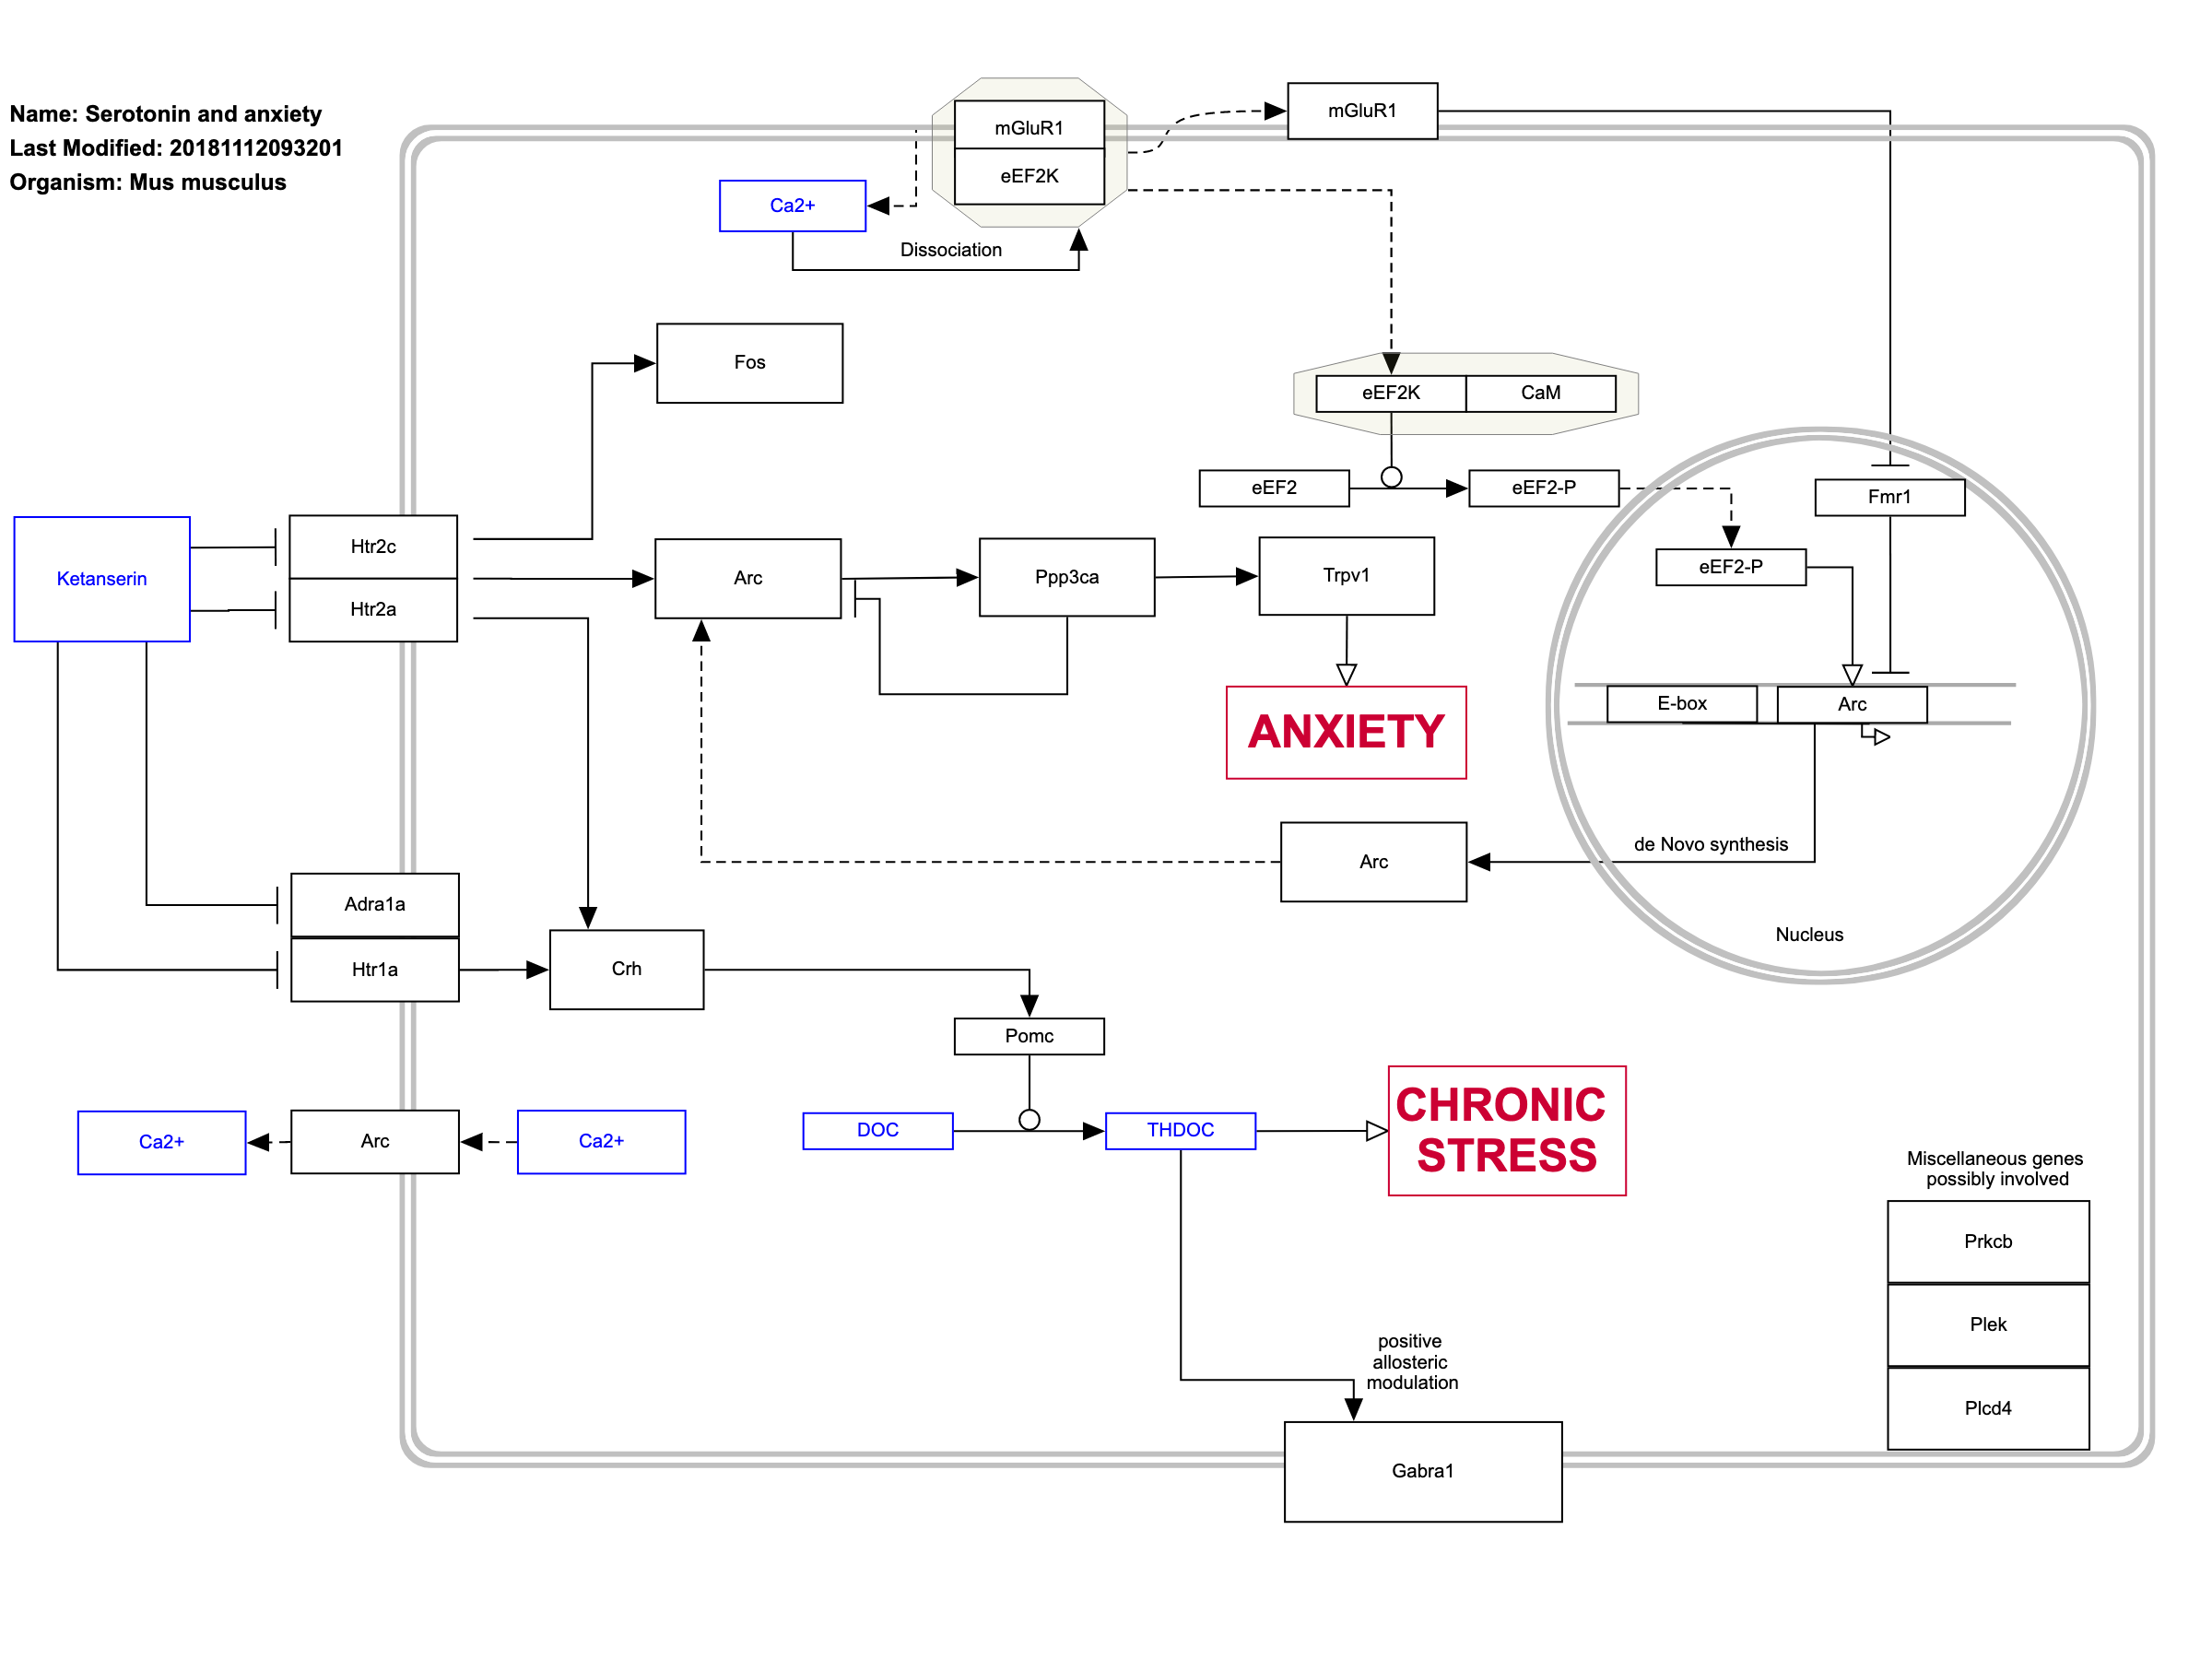 Name: Serotonin and anxiety
Last Modified: 20181112093201
Organism: Mus musculus
mGluR1
eEF2K
mGluR1
Ca2+
Dissociation
Fos
eEF2K
CaM
eEF2
eEF2-P
Fmr1
Ketanserin
Htr2c
Htr2a
Arc
Ppp3ca
Trpv1
eEF2-P
ANXIETY
E-box
Arc
de Novo synthesis
Arc
Nucleus
Adra1a
Htr1a
Crh
Pomc
Ca2+
Arc
Ca2+
DOC
THDOC
CHRONIC
STRESS
Miscellaneous genes
possibly involved
Prkcb
Plek
Plcd4
positive
allosteric
modulation
Gabra1